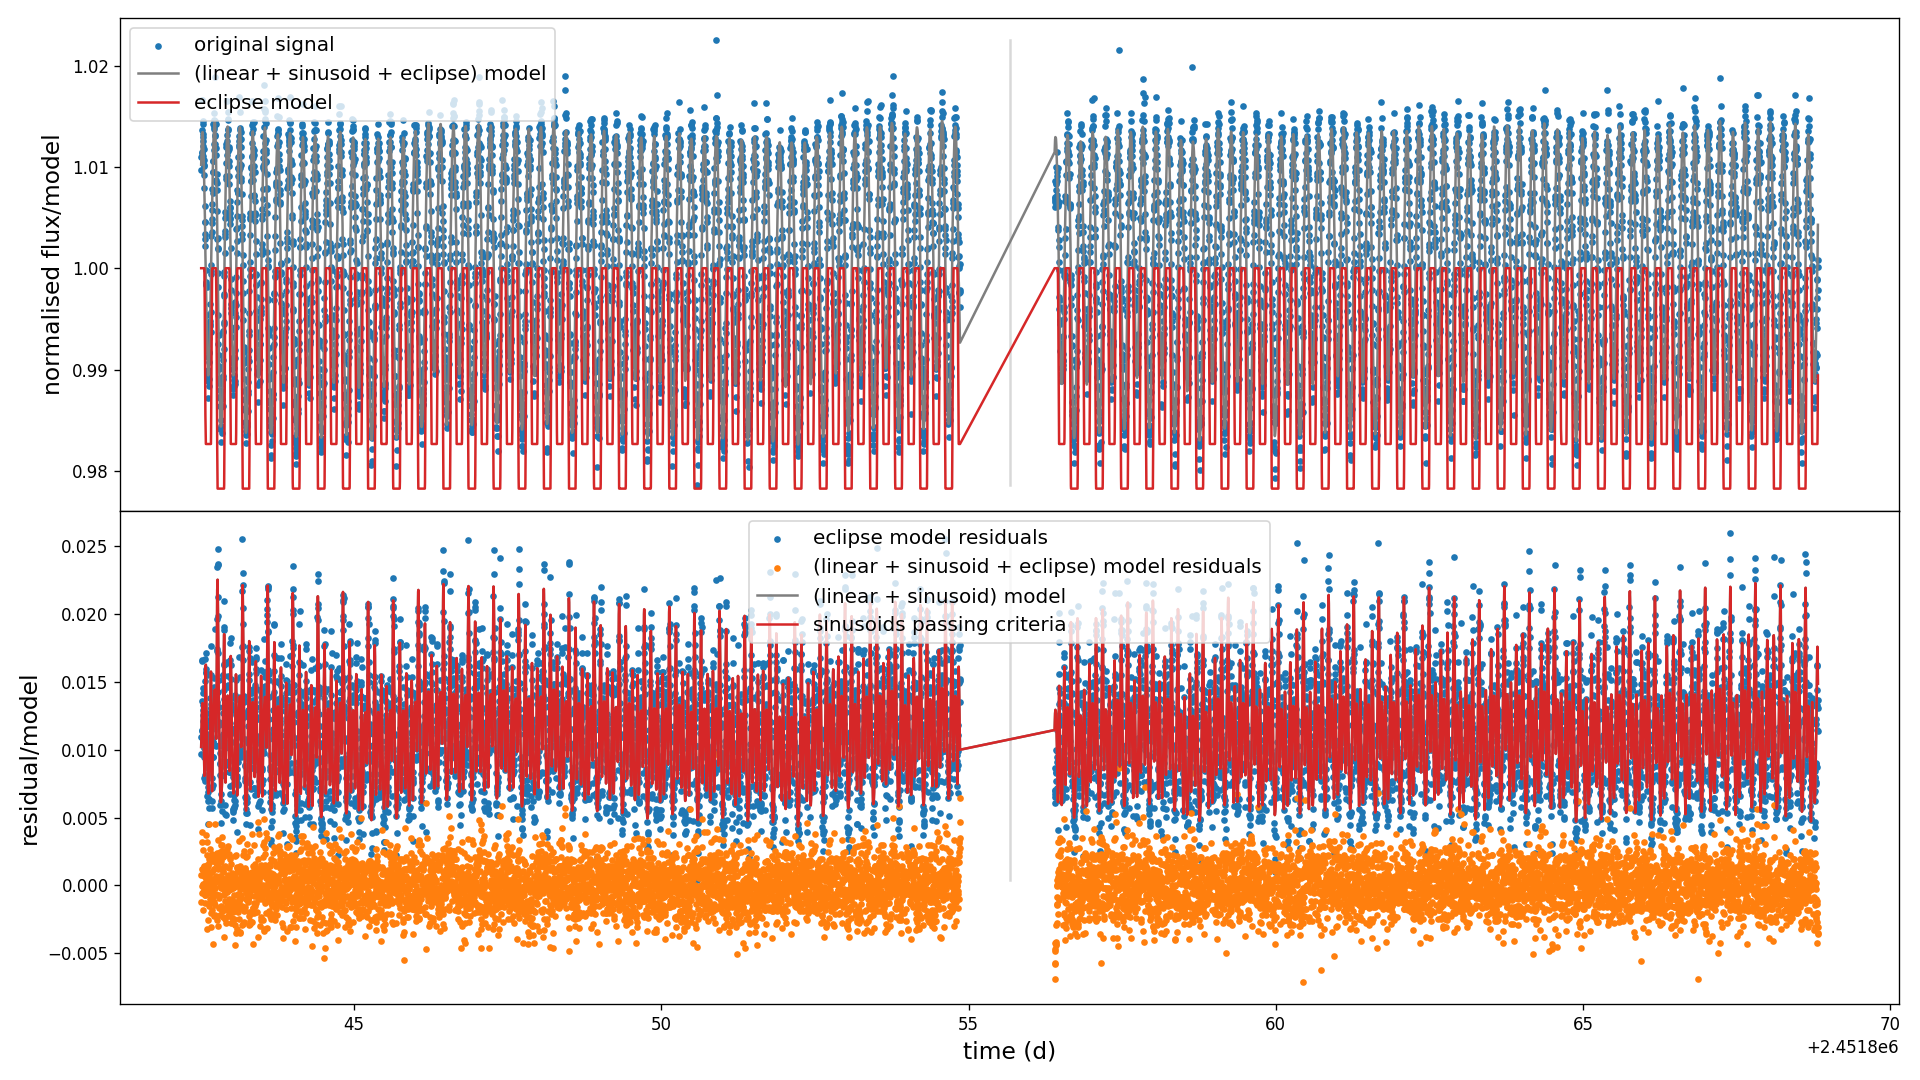 original signal
(linear + sinusoid + eclipse) model
eclipse model
1.02
1.01
1.00
0.99
0.98
normalised flux/model
eclipse model residuals
(linear + sinusoid + eclipse) model residuals
(linear + sinusoid) model
sinusoids passing criteria
0.025
0.020
0.015
0.010
0.005
0.000
−0.005
residual/model
45
50
55
60
65
70
time (d)
+2.4518e6